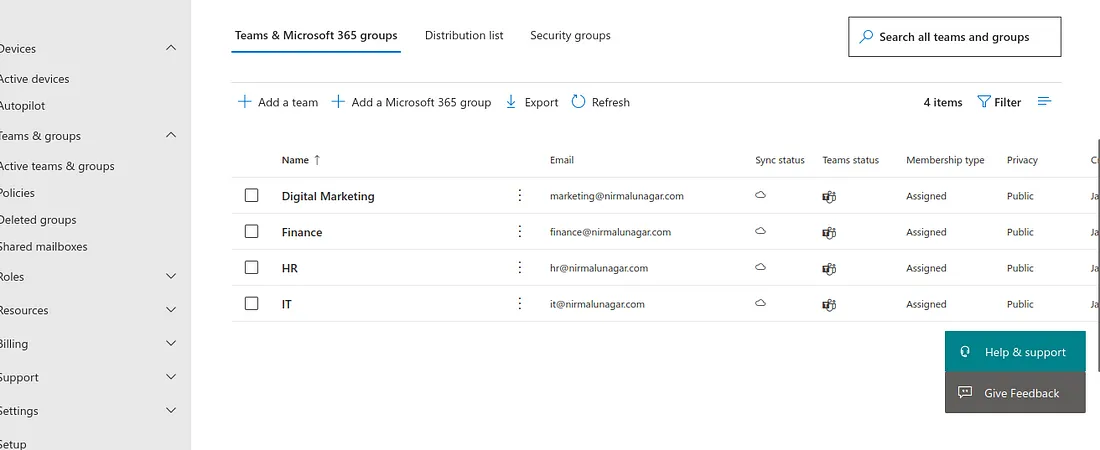 Devices
Active devices
Autopilot
Teams & groups
Active teams & groups
Policies
Deleted groups
Shared mailboxes
Roles
Resources
Billing
Support
Settings
Setup
Teams & Microsoft 365 groups Distribution list Security groups
Search all teams and groups
Add a team Add a Microsoft 365 group Export Refresh 4 items Filter
Name ↑ Email Sync status Teams status Membership type Privacy
Digital Marketing marketing@nirmalunagar.com Assigned Public Ja
Finance finance@nirmalunagar.com Assigned Public Ja
HR hr@nirmalunagar.com Assigned Public Ja
IT it@nirmalunagar.com Assigned Public Ja
Help & support
Give Feedback